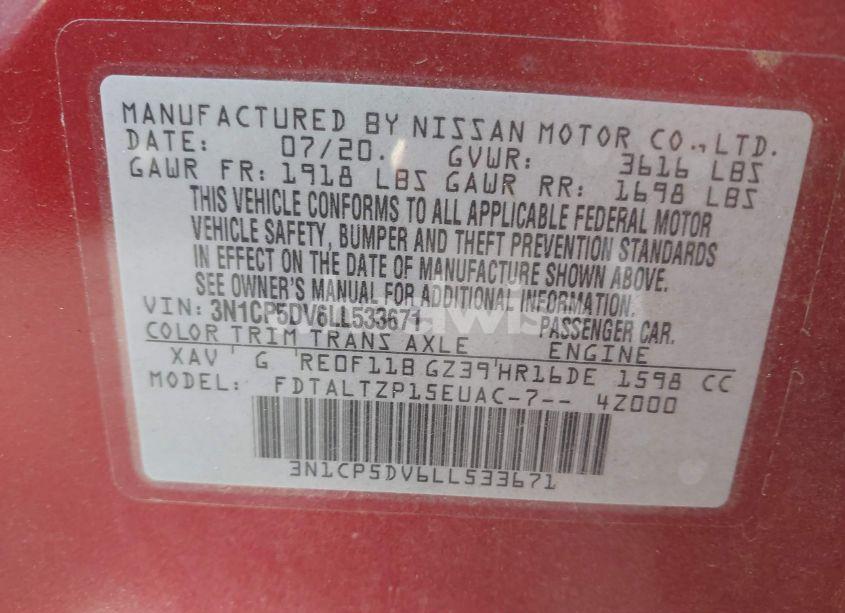 MANUFACTURED BY NISSAN MOTOR CO., LTD.
DATE: 07/20. GVWR: 3616 LBS
GAWR FR: 1918 LBS GAWR RR: 1698 LBS
THIS VEHICLE CONFORMS TO ALL APPLICABLE FEDERAL MOTOR
VEHICLE SAFETY, BUMPER AND THEFT PREVENTION STANDARDS
IN EFFECT ON THE DATE OF MANUFACTURE SHOWN ABOVE.
SEE OWNER'S MANUAL FOR ADDITIONAL INFORMATION.
VIN: 3N1CP5DV6LL533671 PASSENGER CAR.
COLOR TRIM TRANS AXLE ENGINE
XAV G RE0F11B GZ39 HR16DE 1598 CC
MODEL: FDTALTZP15EUAC-7-- 4Z000
3N1CP5DV6LL533671